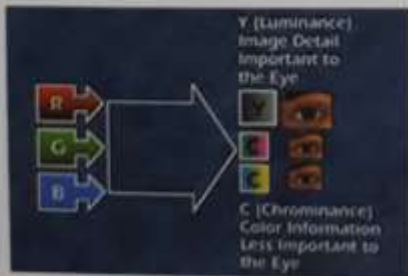 Y (Luminance)
Image Detail
Important to
the Eye
R
Y
G
C
B
C
C (Chrominance)
Color Information
Less Important to
the Eye